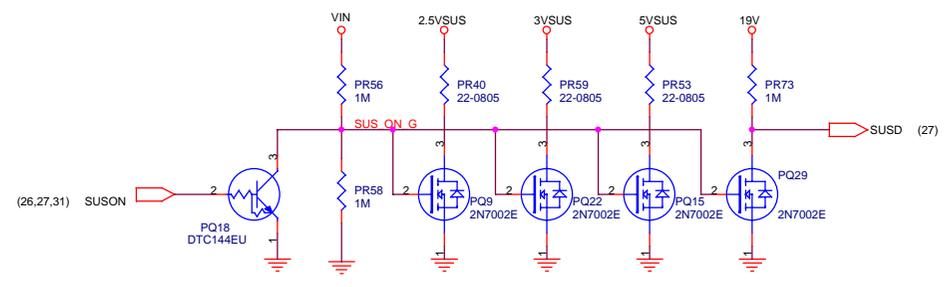 VIN
2.5VSUS
3VSUS
5VSUS
19V
PR56
1M
PR40
22-0805
PR59
22-0805
PR53
22-0805
PR73
1M
SUS_ON_G
SUSD (27)
3
3
3
3
3
(26,27,31) SUSON
2
PR58
1M
2
PQ9
2N7002E
2
PQ22
2N7002E
2
PQ15
2N7002E
2
PQ29
2N7002E
PQ18
DTC144EU
1
1
1
1
1